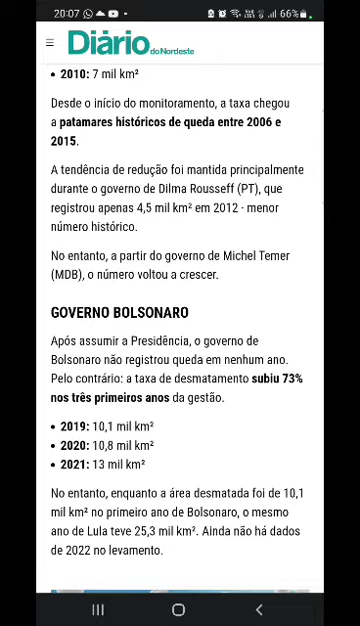 20:07
66%
Diário do Nordeste
• 2010: 7 mil km²
Desde o início do monitoramento, a taxa chegou
a patamares históricos de queda entre 2006 e
2015.
A tendência de redução foi mantida principalmente
durante o governo de Dilma Rousseff (PT), que
registrou apenas 4,5 mil km² em 2012 - menor
número histórico.
No entanto, a partir do governo de Michel Temer
(MDB), o número voltou a crescer.
GOVERNO BOLSONARO
Após assumir a Presidência, o governo de
Bolsonaro não registrou queda em nenhum ano.
Pelo contrário: a taxa de desmatamento subiu 73%
nos três primeiros anos da gestão.
• 2019: 10,1 mil km²
• 2020: 10,8 mil km²
• 2021: 13 mil km²
No entanto, enquanto a área desmatada foi de 10,1
mil km² no primeiro ano de Bolsonaro, o mesmo
ano de Lula teve 25,3 mil km². Ainda não há dados
de 2022 no levamento.